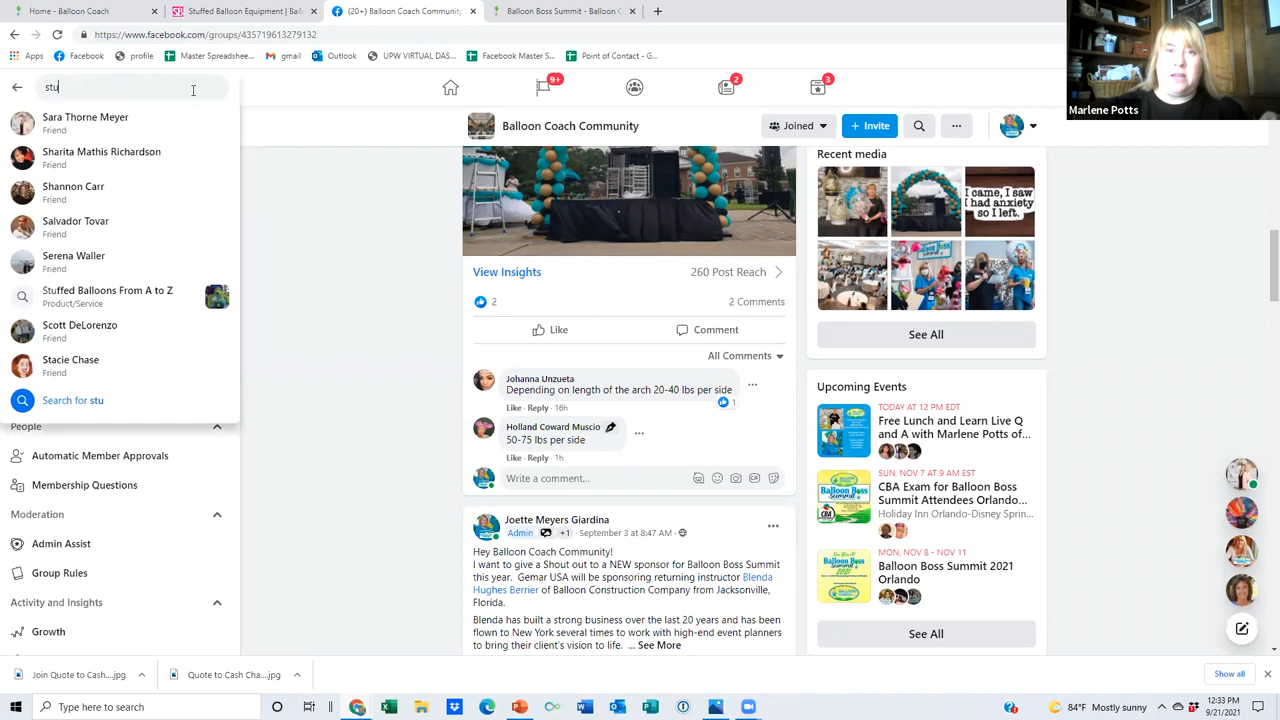 Home - Balloon Coach
Stuffed Balloon Equipment | Ball
(20+) Balloon Coach Community
Balloon Boss Summit - Balloon C
https://www.facebook.com/groups/435719613279132
Apps
Facebook
profile
Master Spreadshee...
gmail
Outlook
UPW VIRTUAL DAS...
Facebook Master S...
Point of Contact - G...
stu
9+
2
3
Marlene Potts
Balloon Coach Community
Joined
+ Invite
Sara Thorne Meyer
Friend
Sharita Mathis Richardson
Friend
Shannon Carr
Friend
Salvador Tovar
Friend
Serena Waller
Friend
Stuffed Balloons From A to Z
Product/Service
Scott DeLorenzo
Friend
Stacie Chase
Friend
Search for stu
People
Automatic Member Approvals
Membership Questions
Moderation
Admin Assist
Group Rules
Activity and Insights
Growth
View Insights
260 Post Reach
2
2 Comments
Like
Comment
All Comments
Johanna Unzueta
Depending on length of the arch 20-40 lbs per side
1
Like · Reply · 16h
Holland Coward Muscio
50-75 lbs per side
Like · Reply · 1h
Write a comment...
Joette Meyers Giardina
Admin +1 · September 3 at 8:47 AM ·
Hey Balloon Coach Community!
I want to give a Shout out to a NEW sponsor for Balloon Boss Summit
this year. Gemar USA will be sponsoring returning instructor Blenda
Hughes Berrier of Balloon Construction Company from Jacksonville,
Florida.
Blenda has built a strong business over the last 20 years and has been
flown to New York several times to work with high-end event planners
to bring their client's vision to life. ... See More
Recent media
I came, I saw
I had anxiety
so I left.
See All
Upcoming Events
TODAY AT 12 PM EDT
Free Lunch and Learn Live Q
and A with Marlene Potts of...
SUN, NOV 7 AT 9 AM EST
CBA Exam for Balloon Boss
Summit Attendees Orlando...
Holiday Inn Orlando-Disney Sprin...
MON, NOV 8 - NOV 11
Balloon Boss Summit 2021
Orlando
See All
Join Quote to Cash....jpg
Quote to Cash Cha....jpg
Show all
Type here to search
84°F Mostly sunny
12:33 PM
9/21/2021